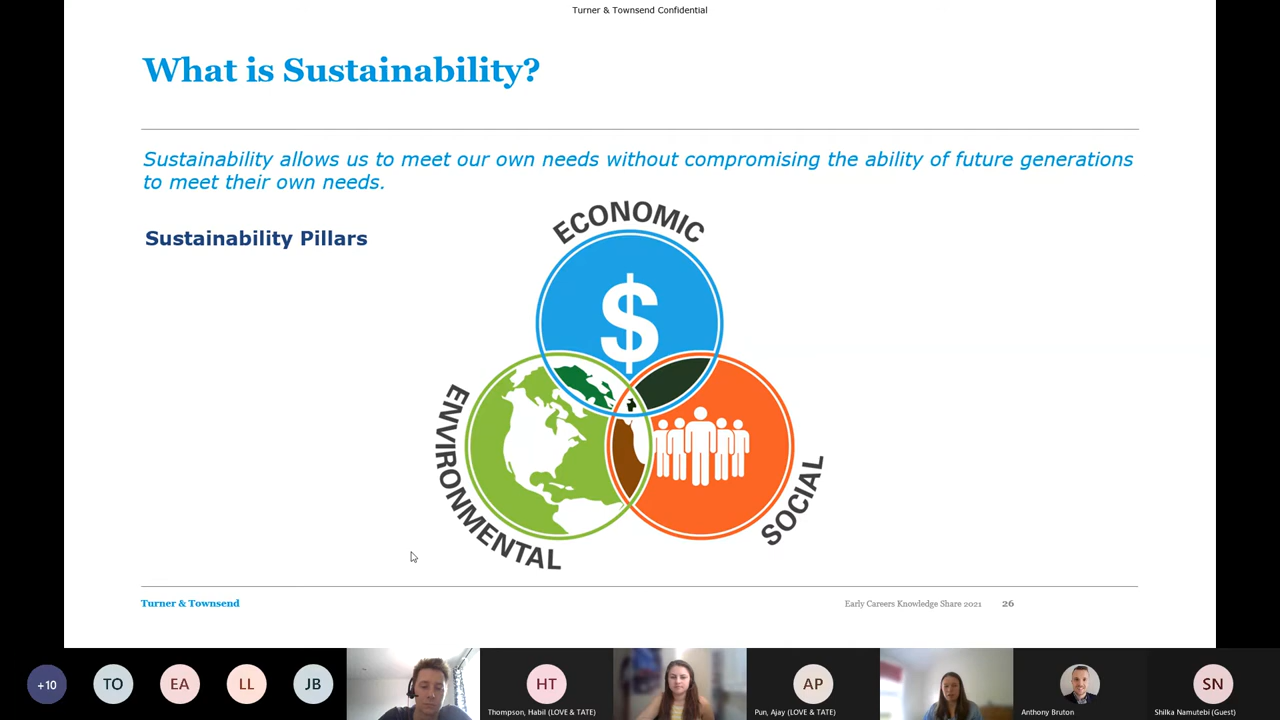 Turner & Townsend Confidential
What is Sustainability?
Sustainability allows us to meet our own needs without compromising the ability of future generations
to meet their own needs.
Sustainability Pillars
ECONOMIC
$
ENVIRONMENTAL
SOCIAL
Turner & Townsend
Early Careers Knowledge Share 2021 26
+10 TO EA LL JB HT AP SN
Thompson, Habil (LOVE & TATE) Pun, Ajay (LOVE & TATE) Anthony Bruton Shilka Namutebi (Guest)